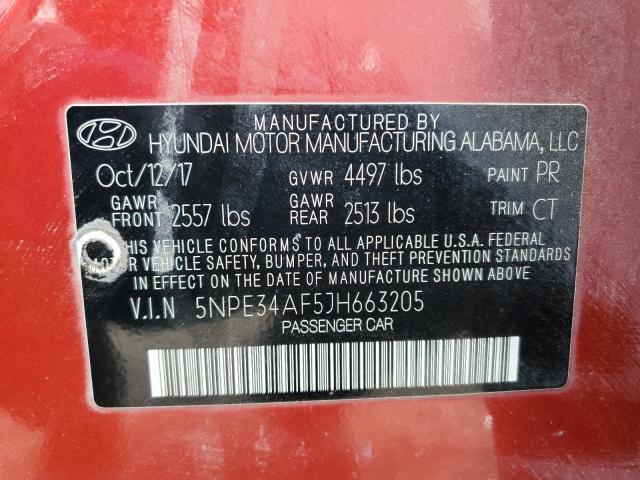 MANUFACTURED BY
HYUNDAI MOTOR MANUFACTURING ALABAMA, LLC
Oct/12/17 GVWR 4497 lbs PAINT PR
GAWR FRONT 2557 lbs GAWR REAR 2513 lbs TRIM CT
THIS VEHICLE CONFORMS TO ALL APPLICABLE U.S.A. FEDERAL
MOTOR VEHICLE SAFETY, BUMPER, AND THEFT PREVENTION STANDARDS
IN EFFECT ON THE DATE OF MANUFACTURE SHOWN ABOVE.
V.I.N 5NPE34AF5JH663205
PASSENGER CAR